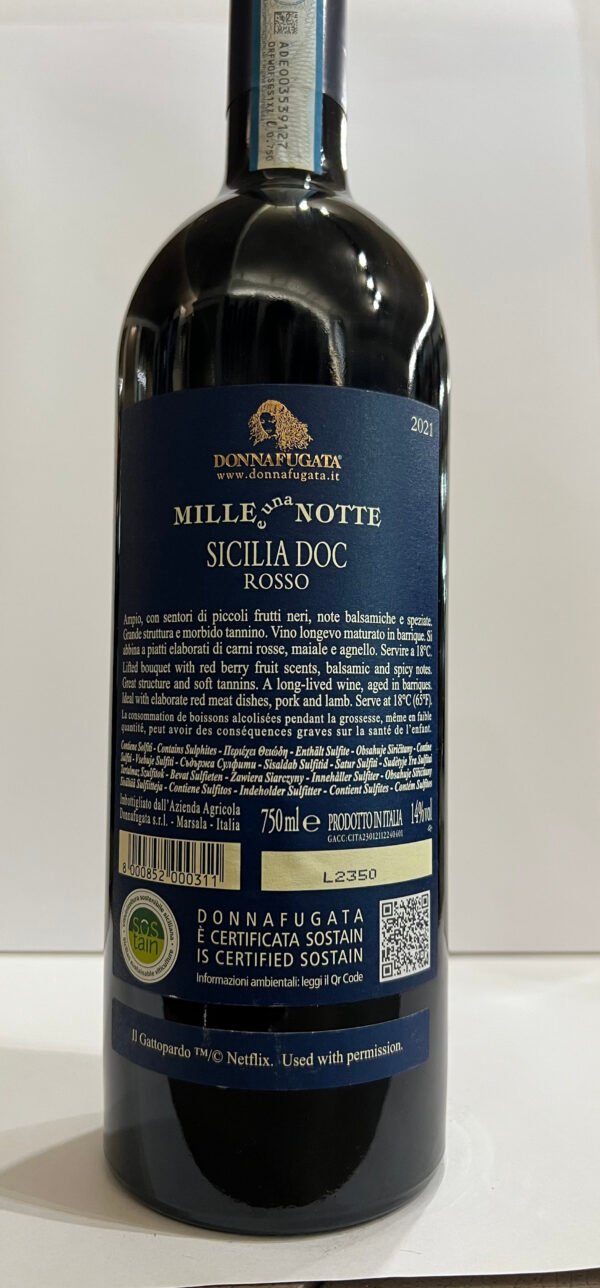 ADE003539127
2021
DONNAFUGATA®
www.donnafugata.it
MILLE e una NOTTE
SICILIA DOC
ROSSO
Ampio, con sentori di piccoli frutti neri, note balsamiche e speziate.
Grande struttura e morbido tannino. Vino longevo maturato in barrique. Si
abbina a piatti elaborati di carni rosse, maiale e agnello. Servire a 18°C.
Lifted bouquet with red berry fruit scents, balsamic and spicy notes.
Great structure and soft tannins. A long-lived wine, aged in barriques.
Ideal with elaborate red meat dishes, pork and lamb. Serve at 18°C (65°F).
La consommation de boissons alcolisées pendant la grossesse, même en faible
quantité, peut avoir des conséquences graves sur la santé de l'enfant.
Contiene Solfiti - Contains Sulphites - Περιέχει Θειώδη - Enthält Sulfite - Obsahuje Siričitany - Contine
Sulfiti - Vsebuje Sulfiti - Съдържа Сулфити - Sisaldab Sulfitid - Satur Sulfiti - Sudėtyje Yra Sulfitai
Tartalmaz Szulfitok - Bevat Sulfieten - Zawiera Siarczyny - Innehåller Sulfiter - Obsahuje Siričitany
Sisältää Sulfiitteja - Contiene Sulfitos - Indeholder Sulfitter - Contient Sulfites - Contém Sulfitos
Imbottigliato dall'Azienda Agricola
Donnafugata s.r.l. - Marsala - Italia
750ml e PRODOTTO IN ITALIA 14%vol
8 000852 000311
L2350
sos
tain
DONNAFUGATA
È CERTIFICATA SOSTAIN
IS CERTIFIED SOSTAIN
Informazioni ambientali: leggi il Qr Code
Il Gattopardo ™/© Netflix. Used with permission.